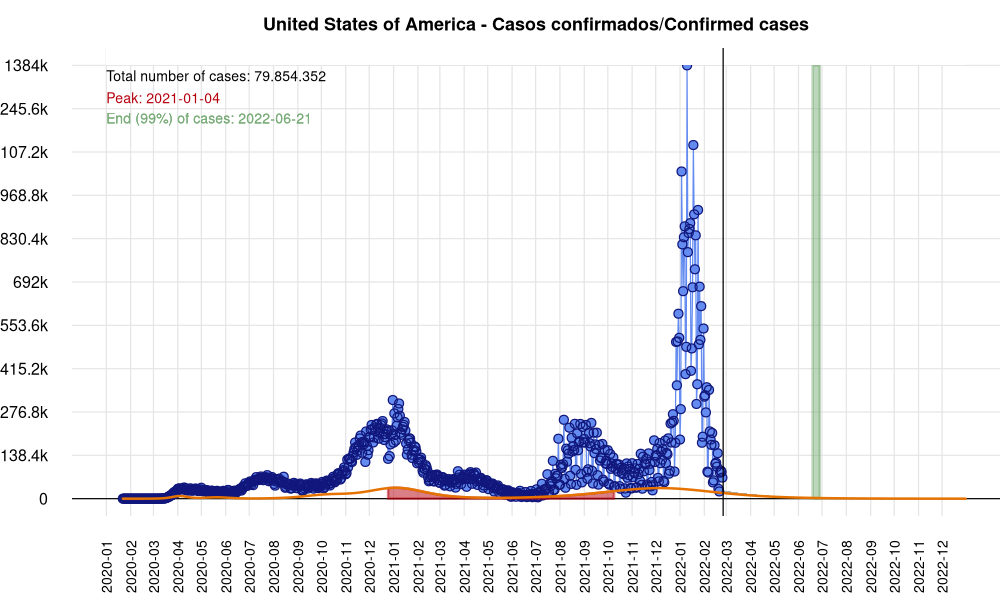 United States of America - Casos confirmados/Confirmed cases
1384k
245.6k
107.2k
968.8k
830.4k
692k
553.6k
415.2k
276.8k
138.4k
0
Total number of cases: 79.854.352
Peak: 2021-01-04
End (99%) of cases: 2022-06-21
2020-01
2020-02
2020-03
2020-04
2020-05
2020-06
2020-07
2020-08
2020-09
2020-10
2020-11
2020-12
2021-01
2021-02
2021-03
2021-04
2021-05
2021-06
2021-07
2021-08
2021-09
2021-10
2021-11
2021-12
2022-01
2022-02
2022-03
2022-04
2022-05
2022-06
2022-07
2022-08
2022-09
2022-10
2022-11
2022-12